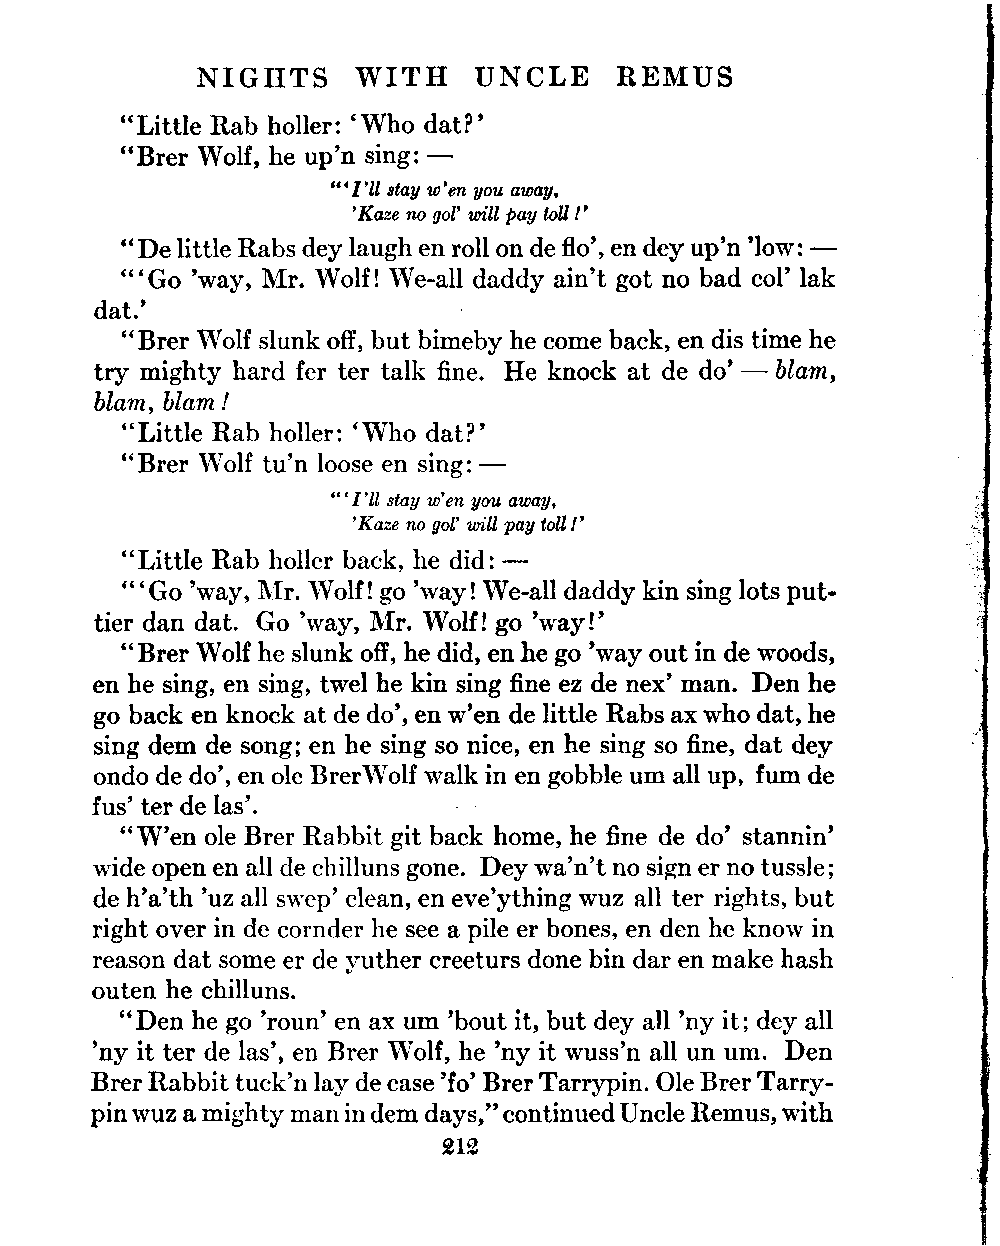 NIGHTS WITH UNCLE REMUS
“Little Rab holler: ‘Who dat?’
“Brer Wolf, he up’n sing: —
“‘I’ll stay w’en you away,
’Kaze no gol’ will pay toll!’
“De little Rabs dey laugh en roll on de flo’, en dey up’n ’low: —
“‘Go ’way, Mr. Wolf! We-all daddy ain’t got no bad col’ lak
dat.’
“Brer Wolf slunk off, but bimeby he come back, en dis time he
try mighty hard fer ter talk fine. He knock at de do’ — blam,
blam, blam!
“Little Rab holler: ‘Who dat?’
“Brer Wolf tu’n loose en sing: —
“‘I’ll stay w’en you away,
’Kaze no gol’ will pay toll!’
“Little Rab holler back, he did: —
“‘Go ’way, Mr. Wolf! go ’way! We-all daddy kin sing lots put-
tier dan dat. Go ’way, Mr. Wolf! go ’way!’
“Brer Wolf he slunk off, he did, en he go ’way out in de woods,
en he sing, en sing, twel he kin sing fine ez de nex’ man. Den he
go back en knock at de do’, en w’en de little Rabs ax who dat, he
sing dem de song; en he sing so nice, en he sing so fine, dat dey
ondo de do’, en ole Brer Wolf walk in en gobble um all up, fum de
fus’ ter de las’.
“W’en ole Brer Rabbit git back home, he fine de do’ stannin’
wide open en all de chilluns gone. Dey wa’n’t no sign er no tussle;
de h’a’th ’uz all swep’ clean, en eve’ything wuz all ter rights, but
right over in de cornder he see a pile er bones, en den he know in
reason dat some er de yuther creeturs done bin dar en make hash
outen he chilluns.
“Den he go ’roun’ en ax um ’bout it, but dey all ’ny it; dey all
’ny it ter de las’, en Brer Wolf, he ’ny it wuss’n all un um. Den
Brer Rabbit tuck’n lay de case ’fo’ Brer Tarrypin. Ole Brer Tarry-
pin wuz a mighty man in dem days,” continued Uncle Remus, with
212